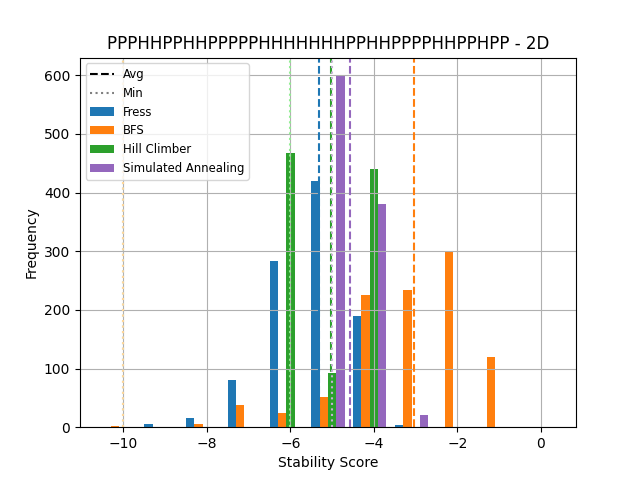 PPPHHPPHHPPPPPHHHHHHHPPHHPPPPHHPPHPP - 2D
Avg
Min
Fress
BFS
Hill Climber
Simulated Annealing
Frequency
600
500
400
300
200
100
0
−10
−8
−6
−4
−2
0
Stability Score